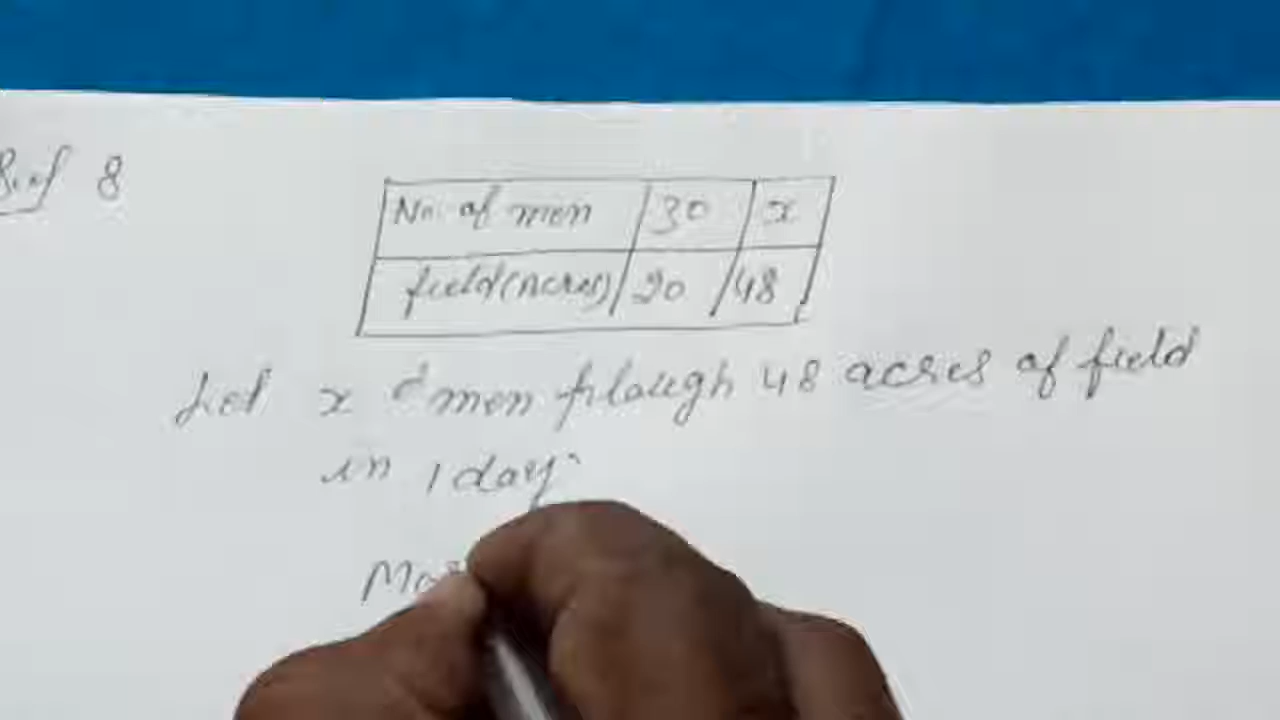 8
No. of men 30 x
field (Acres) 20 48
Let x men plough 48 acres of field
in 1 day